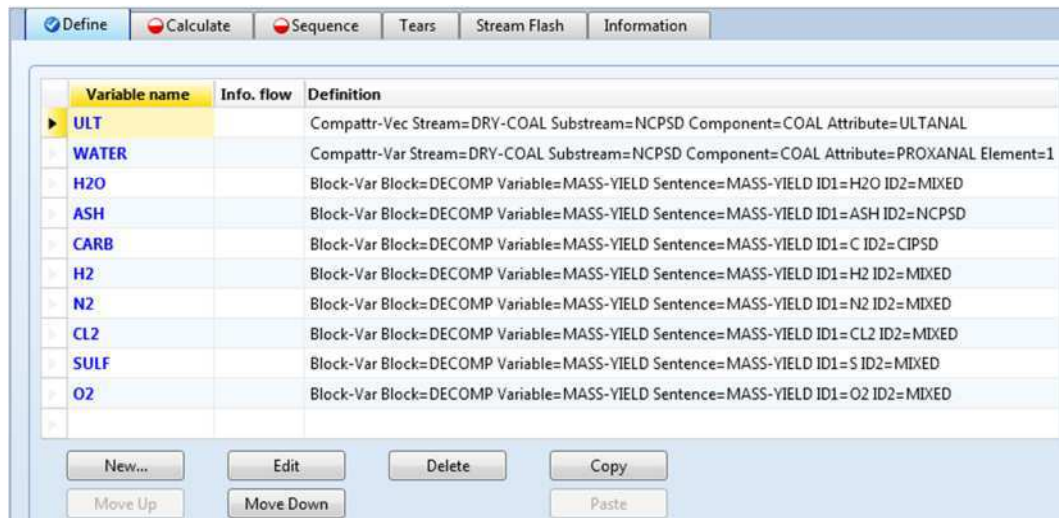 Define Calculate Sequence Tears Stream Flash Information
Variable name Info. flow Definition
ULT Compattr-Vec Stream=DRY-COAL Substream=NCPSD Component=COAL Attribute=ULTANAL
WATER Compattr-Var Stream=DRY-COAL Substream=NCPSD Component=COAL Attribute=PROXANAL Element=1
H2O Block-Var Block=DECOMP Variable=MASS-YIELD Sentence=MASS-YIELD ID1=H2O ID2=MIXED
ASH Block-Var Block=DECOMP Variable=MASS-YIELD Sentence=MASS-YIELD ID1=ASH ID2=NCPSD
CARB Block-Var Block=DECOMP Variable=MASS-YIELD Sentence=MASS-YIELD ID1=C ID2=CIPSD
H2 Block-Var Block=DECOMP Variable=MASS-YIELD Sentence=MASS-YIELD ID1=H2 ID2=MIXED
N2 Block-Var Block=DECOMP Variable=MASS-YIELD Sentence=MASS-YIELD ID1=N2 ID2=MIXED
CL2 Block-Var Block=DECOMP Variable=MASS-YIELD Sentence=MASS-YIELD ID1=CL2 ID2=MIXED
SULF Block-Var Block=DECOMP Variable=MASS-YIELD Sentence=MASS-YIELD ID1=S ID2=MIXED
O2 Block-Var Block=DECOMP Variable=MASS-YIELD Sentence=MASS-YIELD ID1=O2 ID2=MIXED
New... Edit Delete Copy
Move Up Move Down Paste